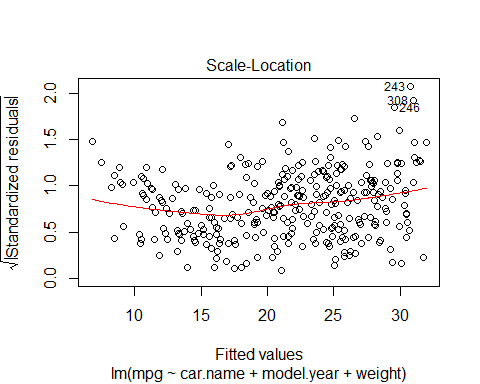 Scale-Location
√|Standardized residuals|
0.0 0.5 1.0 1.5 2.0
243
308
246
10 15 20 25 30
Fitted values
lm(mpg ~ car.name + model.year + weight)